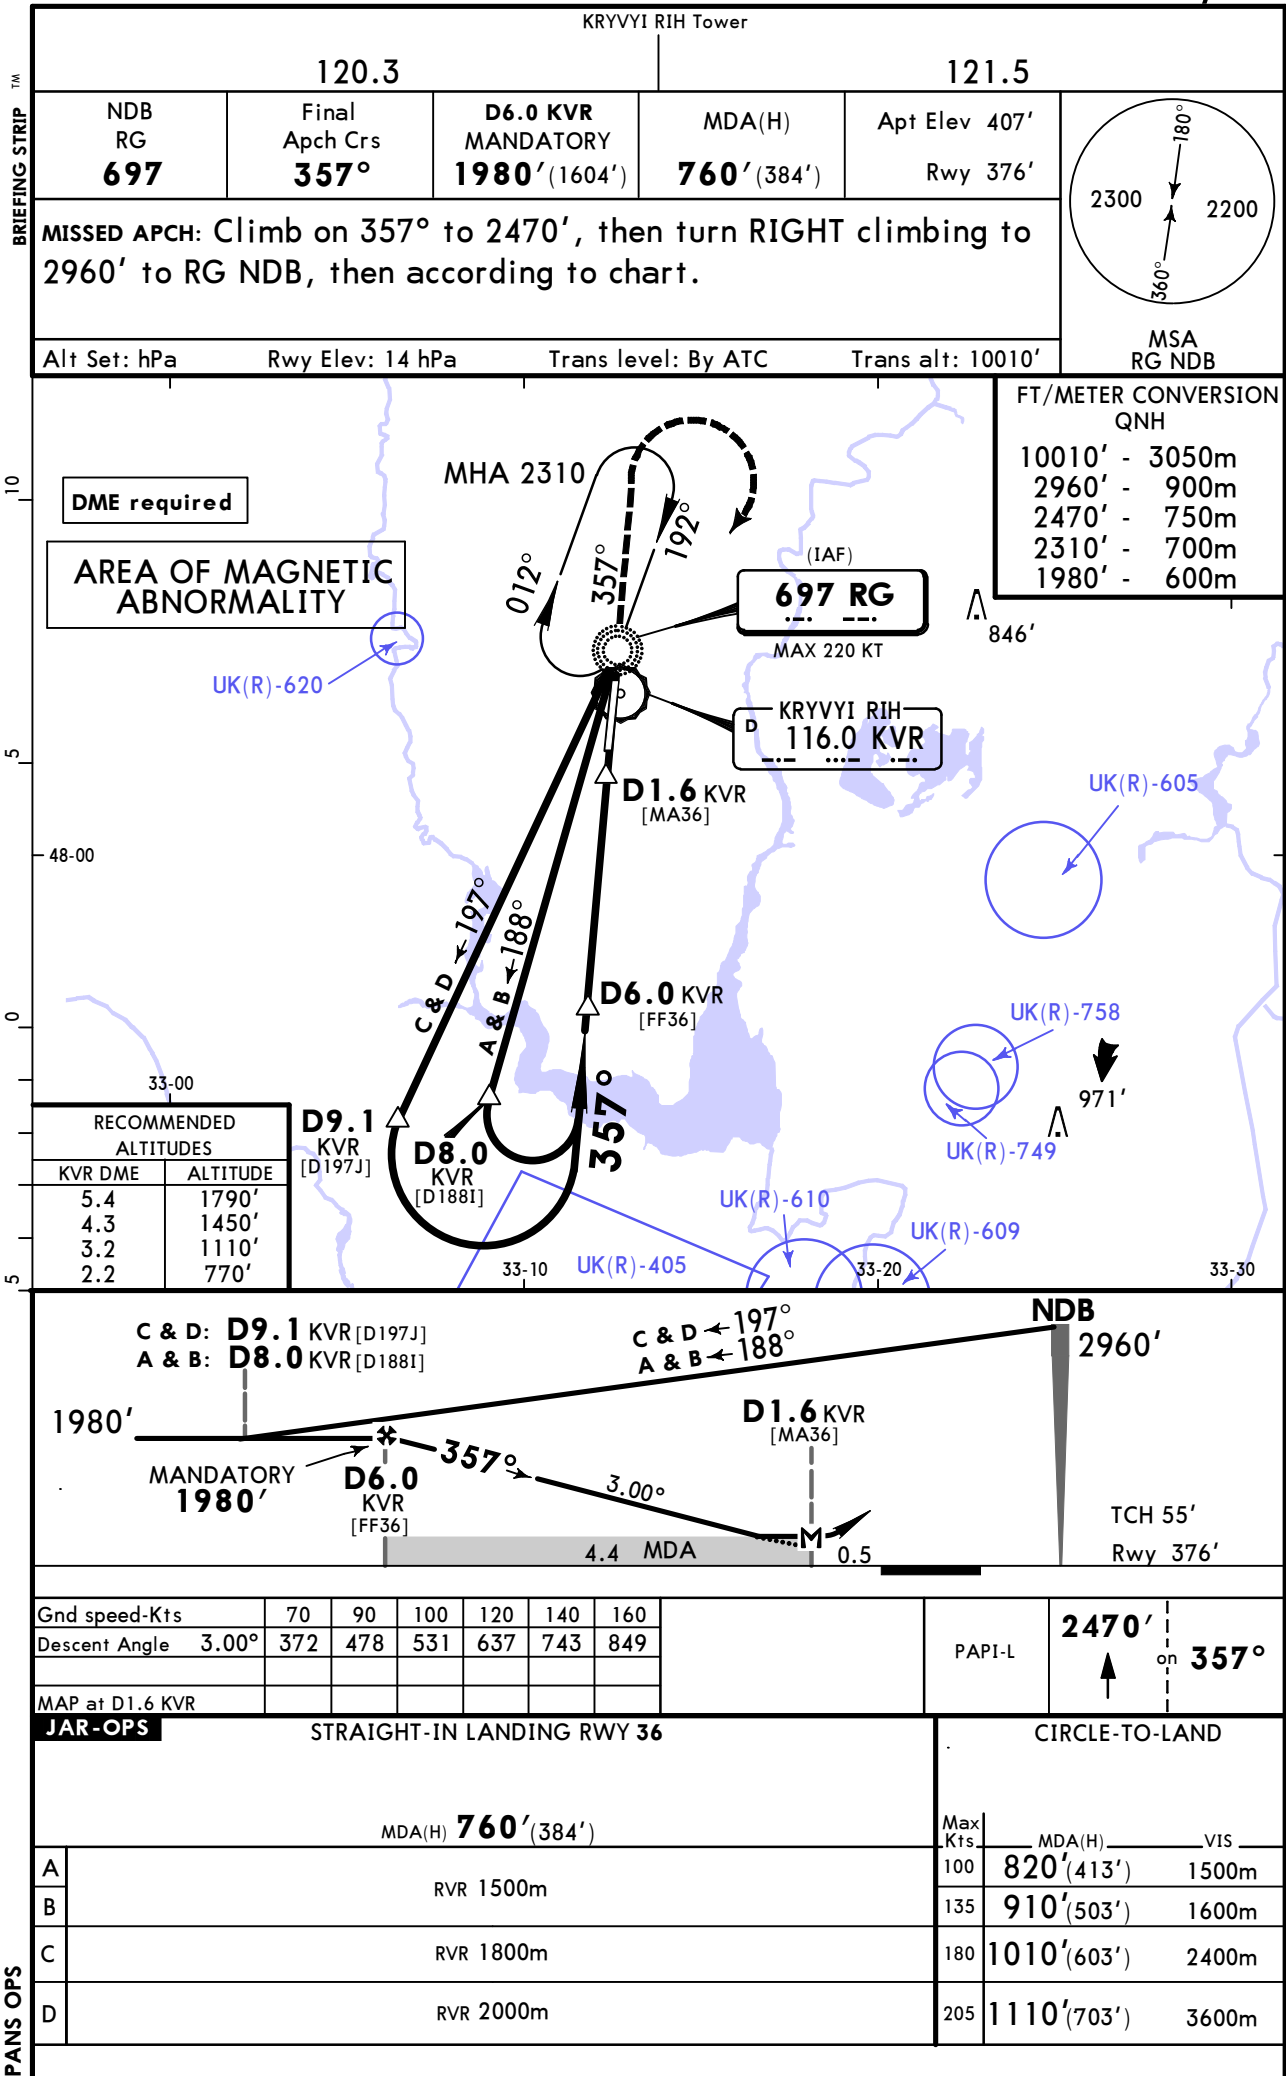 KRYVYI RIH Tower
120.3
121.5
BRIEFING STRIP TM
NDB
RG
697
Final
Apch Crs
357°
D6.0 KVR
MANDATORY
1980′(1604′)
MDA(H)
760′(384′)
Apt Elev 407′
Rwy 376′
MISSED APCH: Climb on 357° to 2470′, then turn RIGHT climbing to
2960′ to RG NDB, then according to chart.
Alt Set: hPa Rwy Elev: 14 hPa Trans level: By ATC Trans alt: 10010′
180°
2300
2200
360°
MSA
RG NDB
FT/METER CONVERSION
QNH
10010′ - 3050m
2960′ - 900m
2470′ - 750m
2310′ - 700m
1980′ - 600m
DME required
AREA OF MAGNETIC
ABNORMALITY
MHA 2310
012°
357°
192°
(IAF)
697 RG
MAX 220 KT
846′
UK(R)-620
KRYVYI RIH
D 116.0 KVR
D1.6 KVR
[MA36]
UK(R)-605
10
5
0
5
48-00
C & D 197°
A & B 188°
D6.0 KVR
[FF36]
UK(R)-758
971′
UK(R)-749
33-00
357°
D9.1
KVR
[D197J]
D8.0
KVR
[D188I]
RECOMMENDED
ALTITUDES
KVR DME ALTITUDE
5.4 1790′
4.3 1450′
3.2 1110′
2.2 770′
UK(R)-610
UK(R)-609
UK(R)-405
33-10
33-20
33-30
C & D: D9.1 KVR[D197J]
A & B: D8.0 KVR[D188I]
C & D 197°
A & B 188°
NDB
2960′
1980′
MANDATORY
1980′
D6.0
KVR
[FF36]
357°
3.00°
D1.6 KVR
[MA36]
M
4.4 MDA
0.5
TCH 55′
Rwy 376′
Gnd speed-Kts 70 90 100 120 140 160
Descent Angle 3.00° 372 478 531 637 743 849
MAP at D1.6 KVR
PAPI-L
2470′
on 357°
JAR-OPS
STRAIGHT-IN LANDING RWY 36
CIRCLE-TO-LAND
MDA(H) 760′(384′)
Max
Kts MDA(H) VIS
A
B
RVR 1500m
C RVR 1800m
D RVR 2000m
100 820′(413′) 1500m
135 910′(503′) 1600m
180 1010′(603′) 2400m
205 1110′(703′) 3600m
PANS OPS